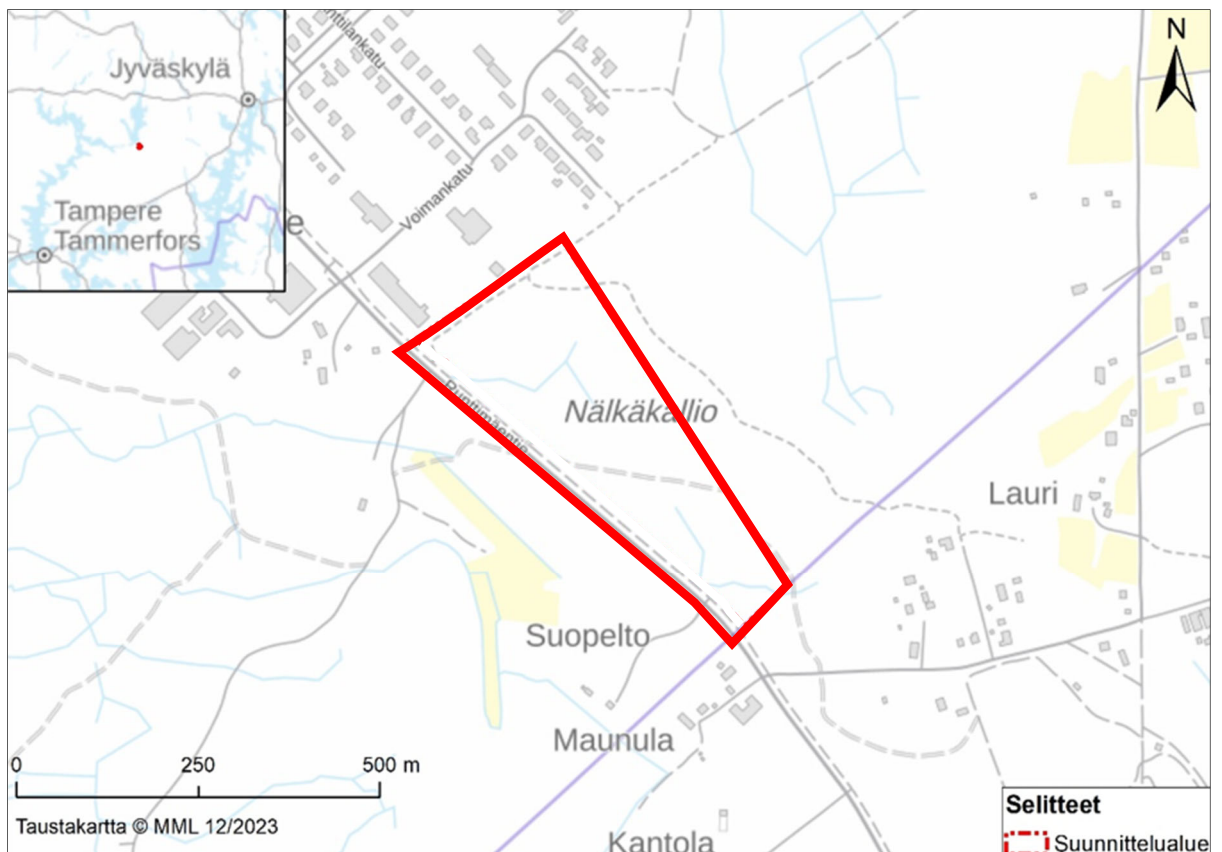 Jyväskylä
Tampere
Tammerfors
e
Voimankatu
N
Nälkäkallio
Lauri
Suopelto
Maunula
Kantola
0 250 500 m
Taustakartta © MML 12/2023
Selitteet
Suunnittelualue